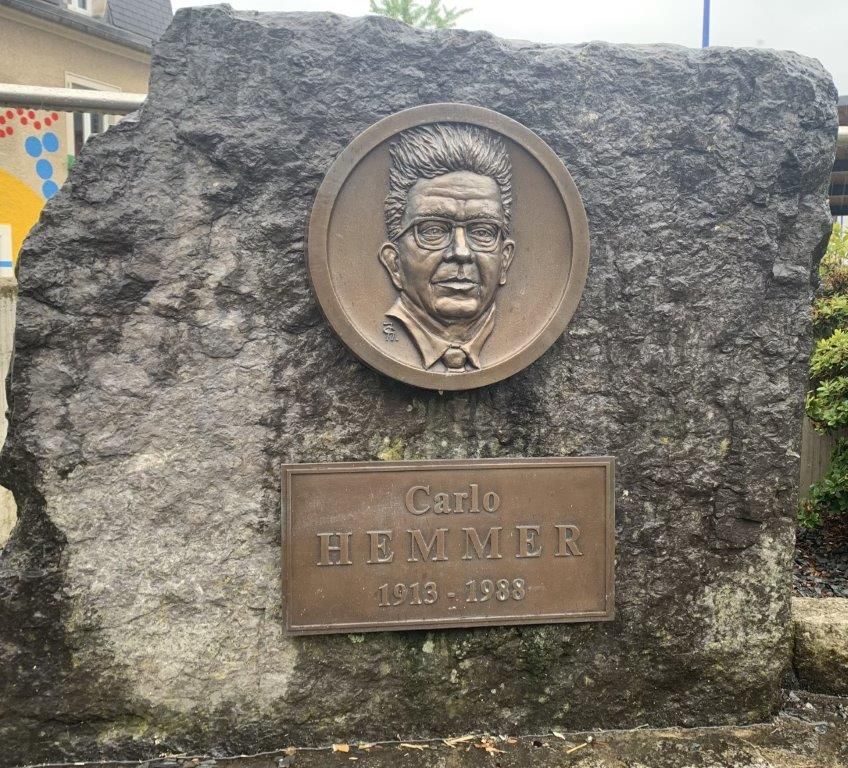 Carlo
HEMMER
1913 - 1988